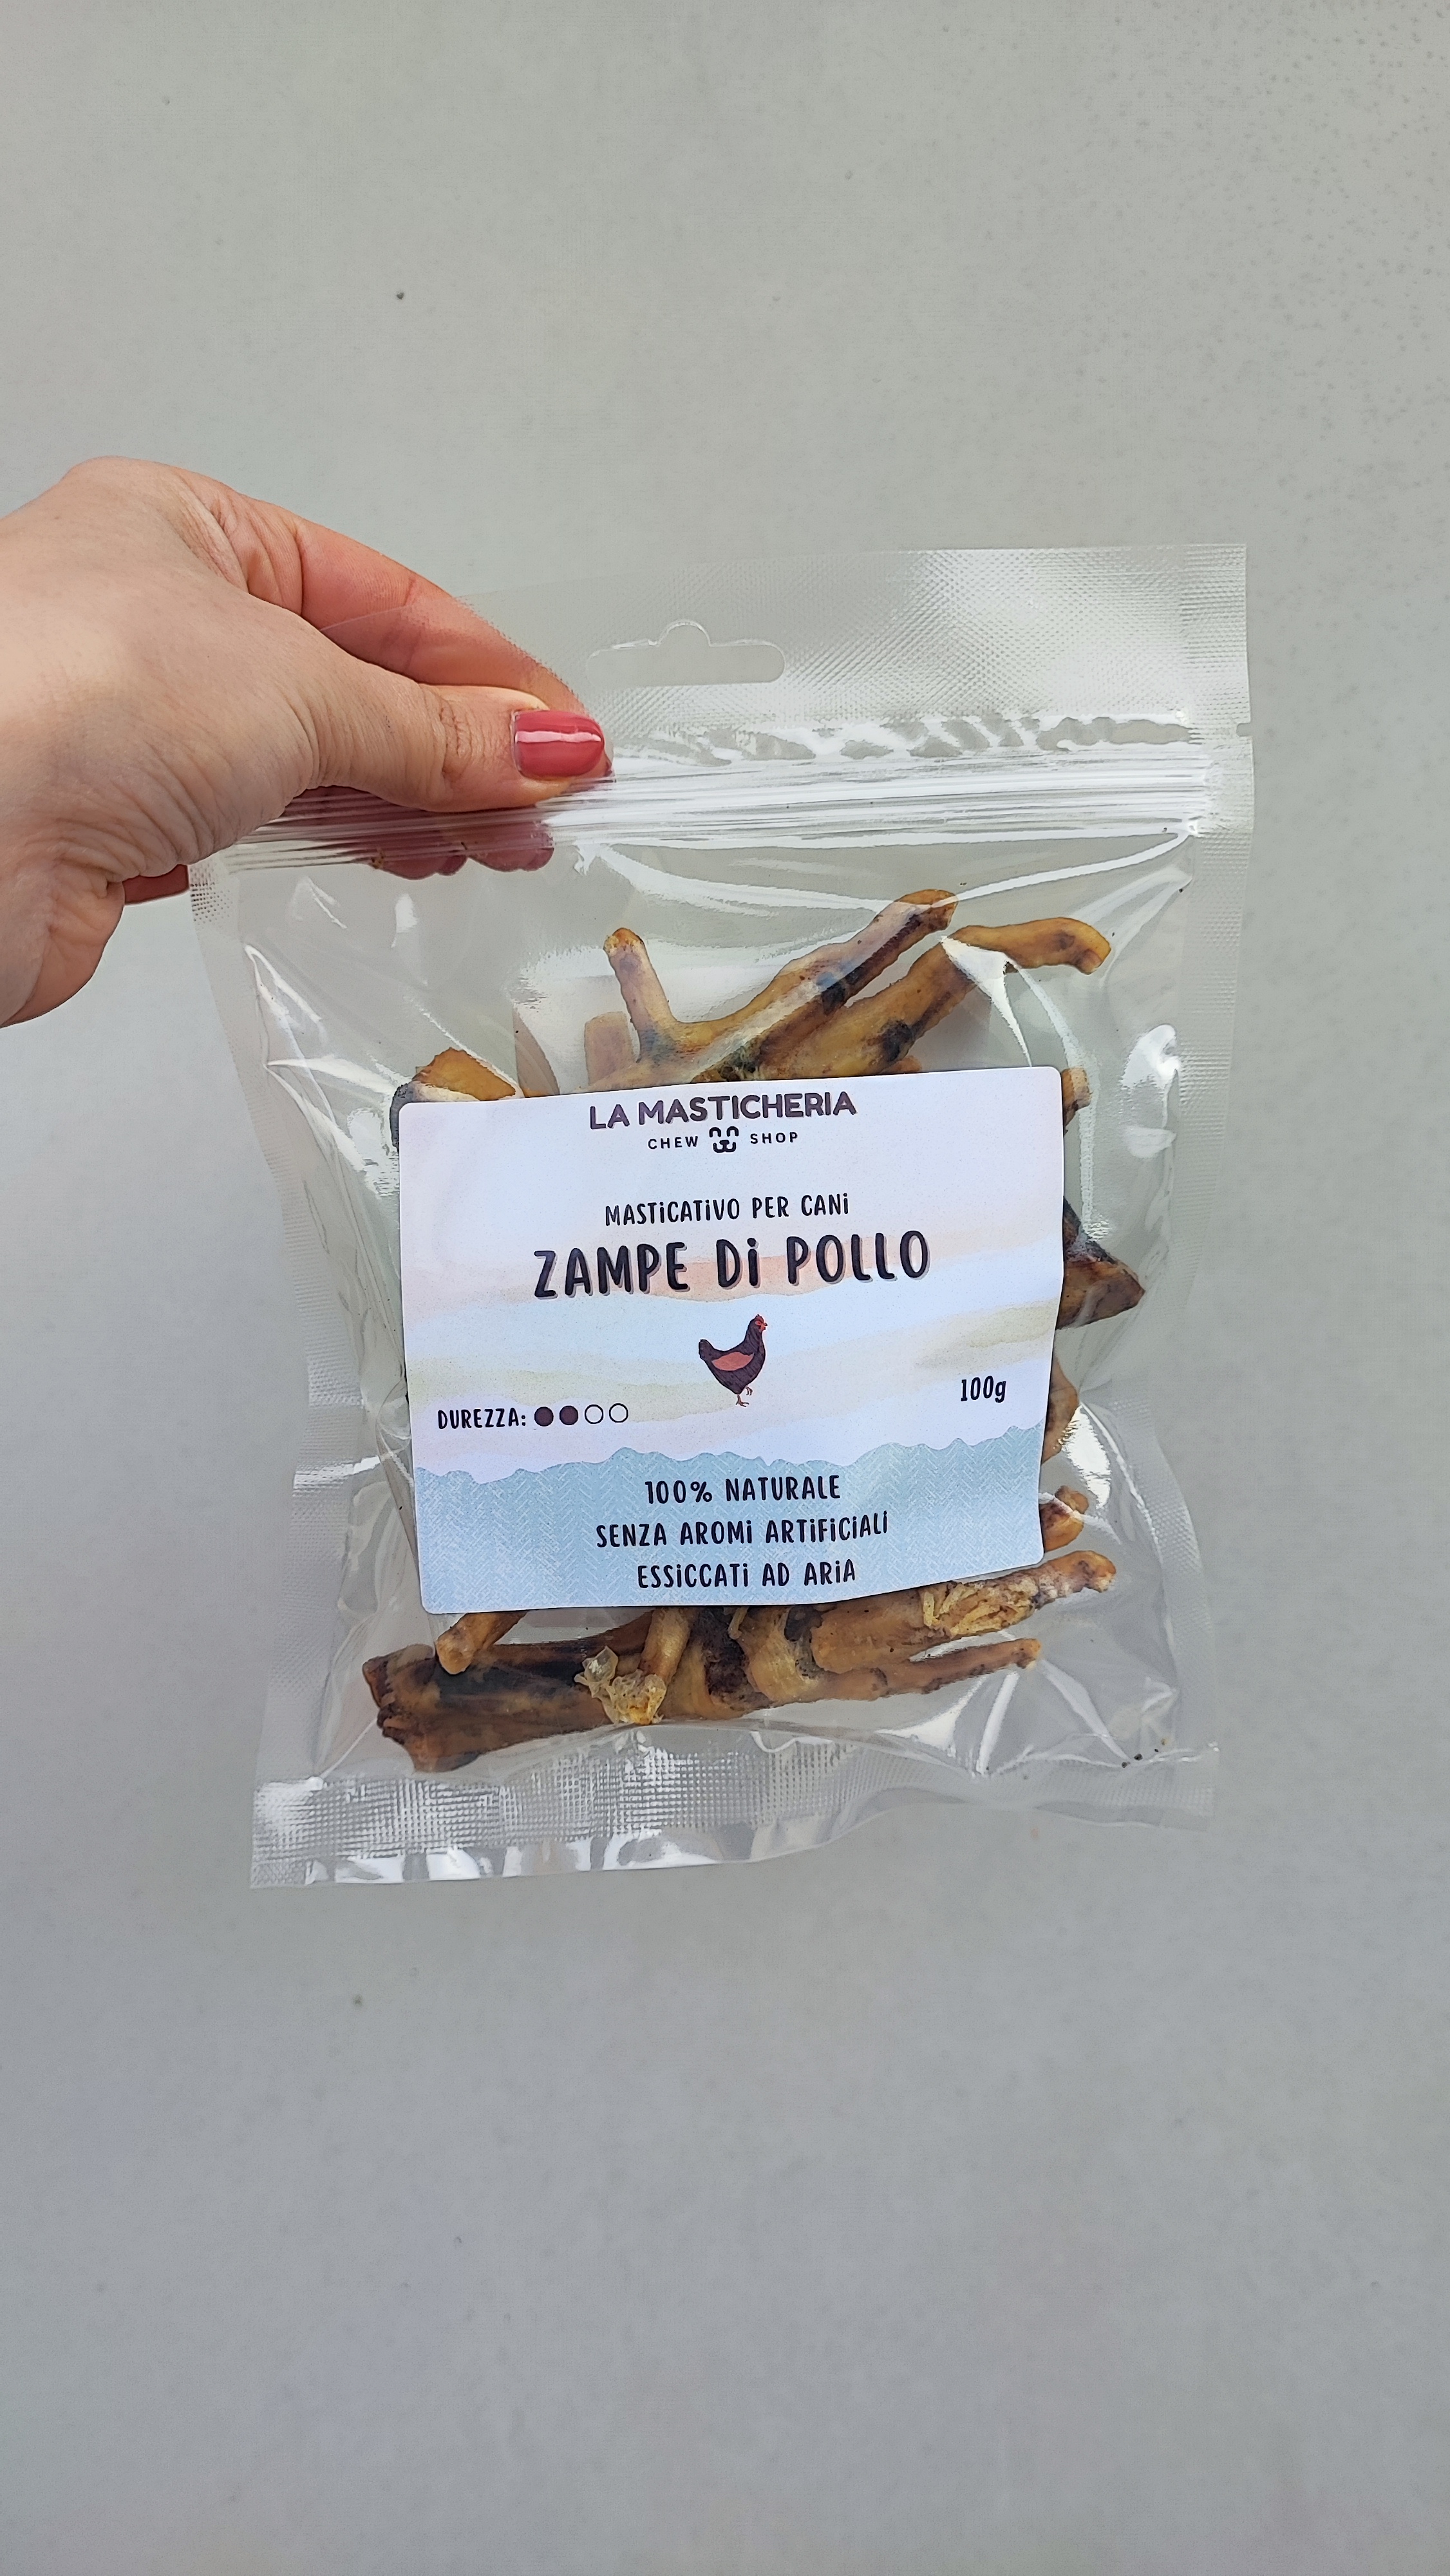 LA MASTICHERIA
CHEW SHOP
MASTiCATiVO PER CANi
ZAMPE Di POLLO
100g
DUREZZA:
100% NATURALE
SENZA AROMi ARTiFiCiALi
ESSiCCATi AD ARiA